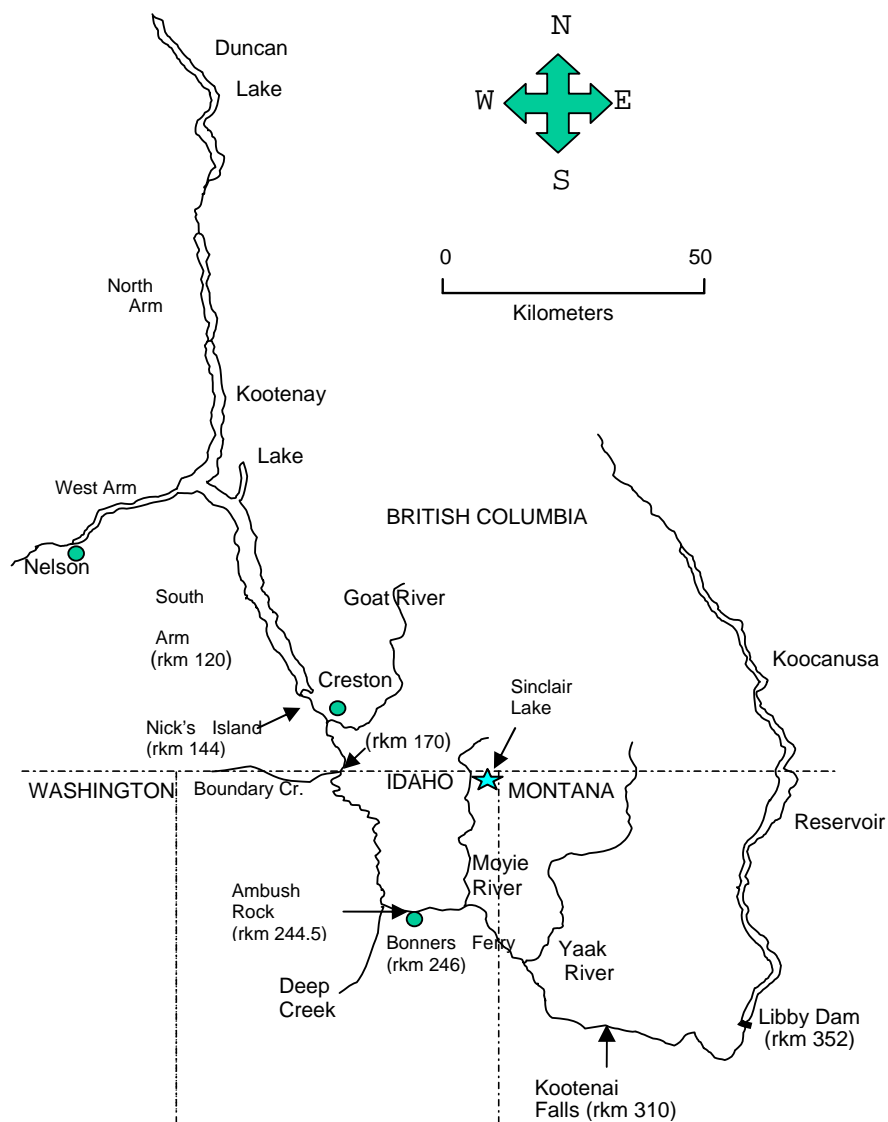 N
Duncan
Lake
W
E
S
0
50
Kilometers
North
Arm
Kootenay
Lake
West Arm
BRITISH COLUMBIA
Nelson
South
Arm
(rkm 120)
Goat River
Koocanusa
Creston
Sinclair
Lake
Nick's Island
(rkm 144)
(rkm 170)
WASHINGTON
Boundary Cr.
IDAHO
MONTANA
Reservoir
Moyie
River
Ambush
Rock
(rkm 244.5)
Bonners Ferry
(rkm 246)
Yaak
River
Deep
Creek
Libby Dam
(rkm 352)
Kootenai
Falls (rkm 310)